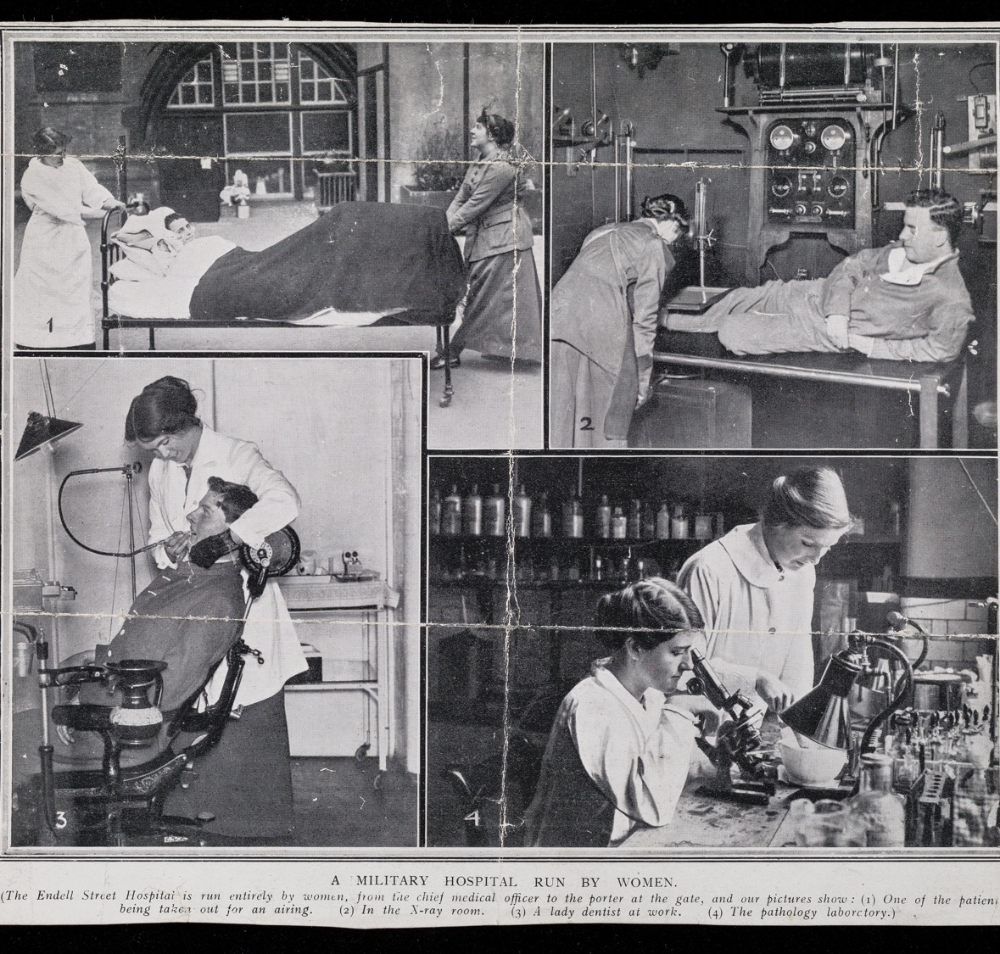 1
2
3
4
A MILITARY HOSPITAL RUN BY WOMEN.
(The Endell Street Hospital is run entirely by women, from the chief medical officer to the porter at the gate, and our pictures show: (1) One of the patien
being taken out for an airing. (2) In the X-ray room. (3) A lady dentist at work. (4) The pathology laboratory.)